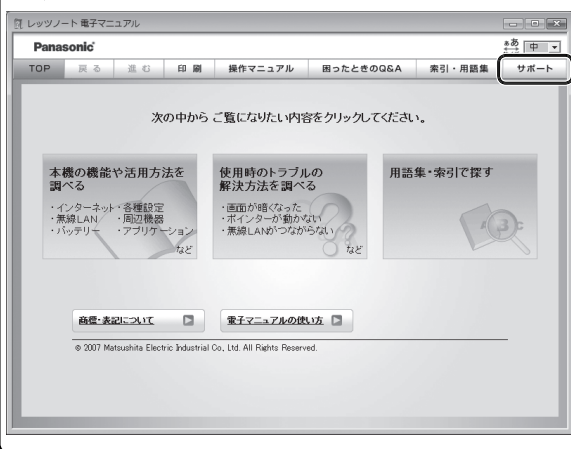 レッツノート 電子マニュアル
Panasonic
ああ 中
TOP 戻る 進む 印刷 操作マニュアル 困ったときのQ&A 索引・用語集 サポート
次の中から ご覧になりたい内容をクリックしてください。
本機の機能や活用方法を
調べる
・インターネット ・各種設定
・無線LAN ・周辺機器
・バッテリー ・アプリケーション
など
使用時のトラブルの
解決方法を調べる
・画面が暗くなった
・ポインターが動かない
・無線LANがつながらない
など
用語集・索引で探す
商標・表記について
電子マニュアルの使い方
© 2007 Matsushita Electric Industrial Co., Ltd. All Rights Reserved.